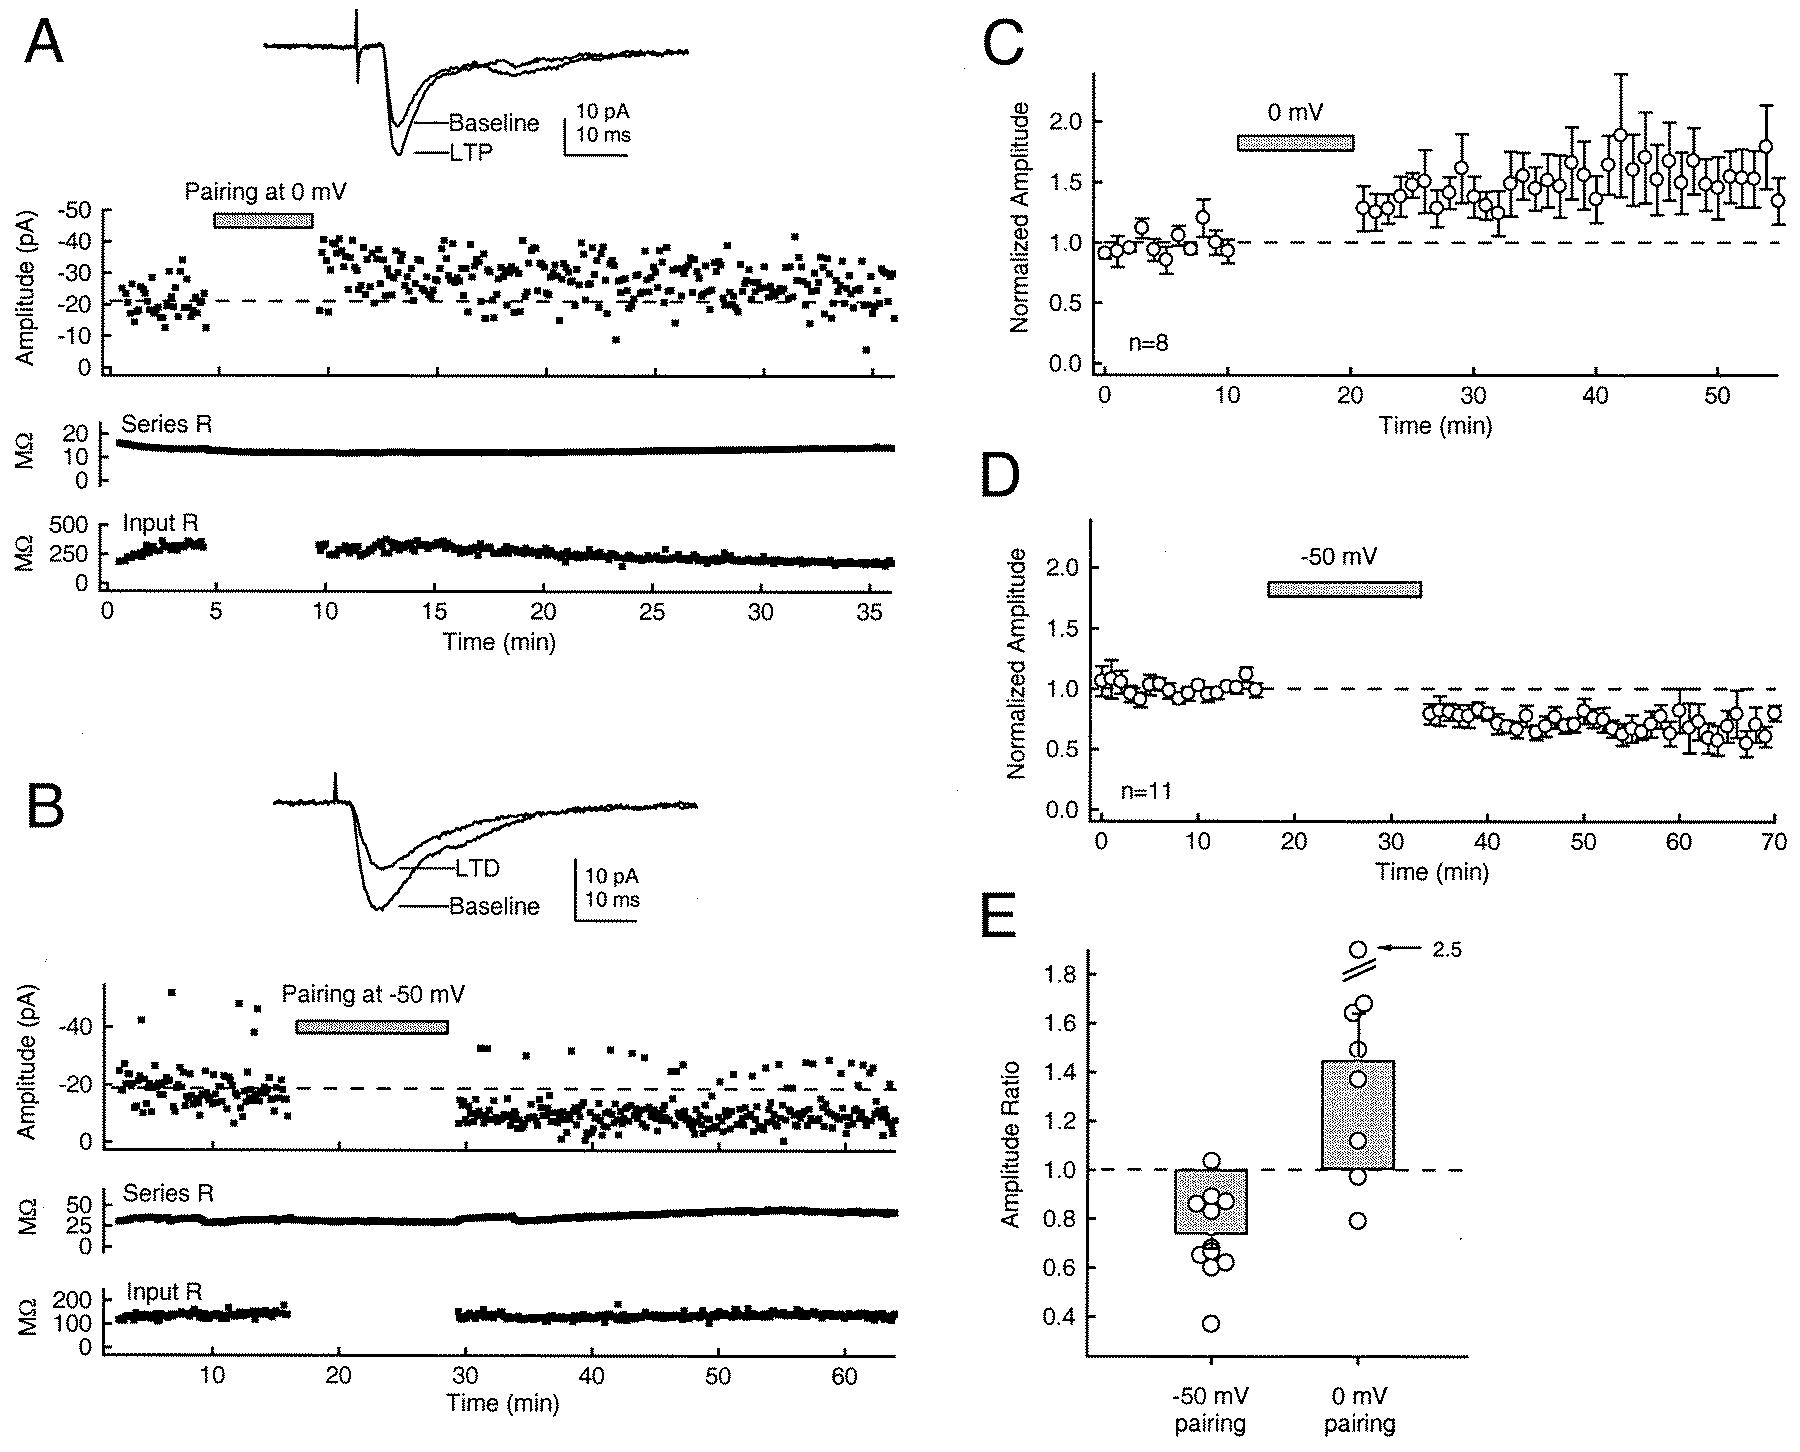 A
Baseline
LTP
10 pA
10 ms
Pairing at 0 mV
Amplitude (pA)
-50
-40
-30
-20
-10
0
Series R
MΩ
20
10
0
Input R
MΩ
500
250
0
0 5 10 15 20 25 30 35
Time (min)
B
LTD
Baseline
10 pA
10 ms
Pairing at -50 mV
Amplitude (pA)
-40
-20
0
Series R
MΩ
50
25
0
Input R
MΩ
200
100
0
10 20 30 40 50 60
Time (min)
C
0 mV
Normalized Amplitude
2.0
1.5
1.0
0.5
0.0
n=8
0 10 20 30 40 50
Time (min)
D
-50 mV
Normalized Amplitude
2.0
1.5
1.0
0.5
0.0
n=11
0 10 20 30 40 50 60 70
Time (min)
E
2.5
Amplitude Ratio
1.8
1.6
1.4
1.2
1.0
0.8
0.6
0.4
-50 mV
pairing
0 mV
pairing